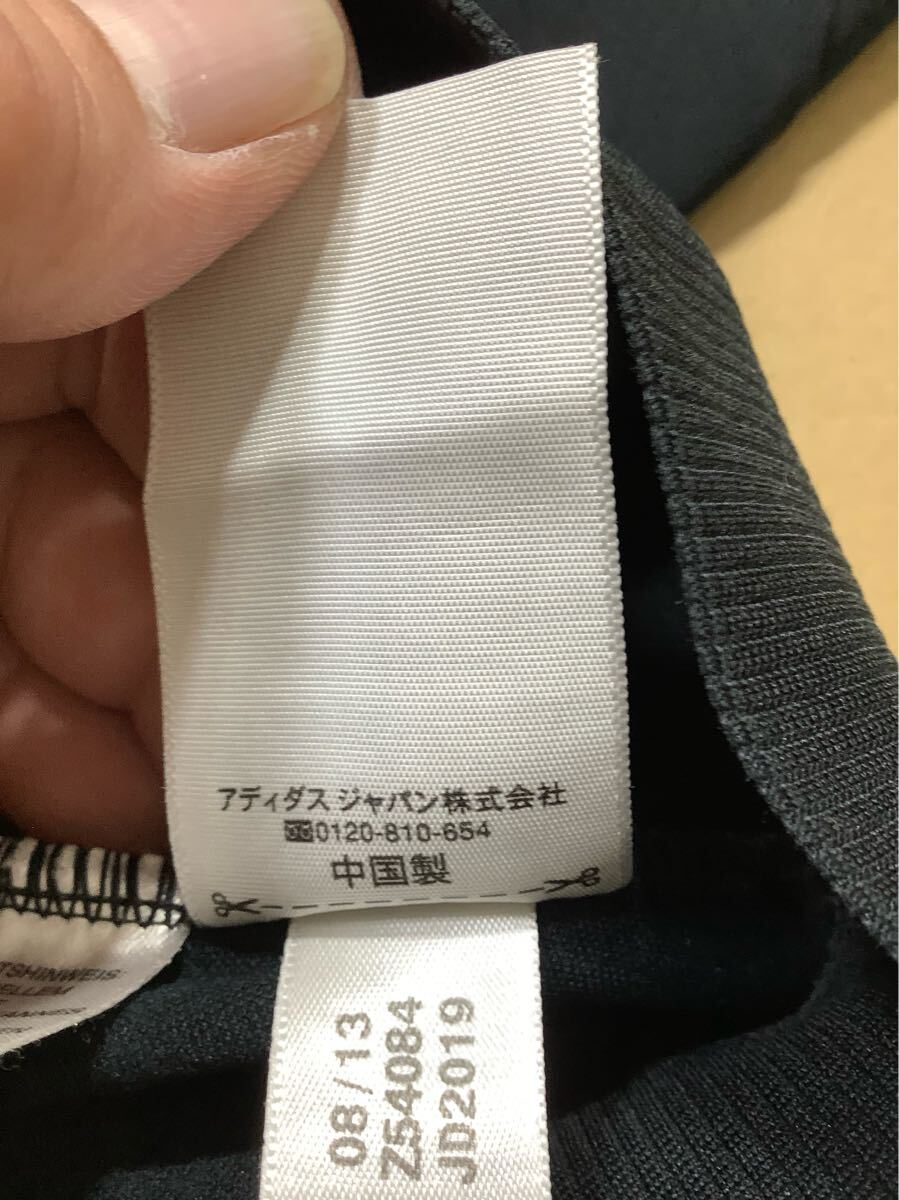 アディダス ジャパン株式会社
0120-810-654
中国製
08/13
Z54084
JD2019
TSHINWEIS